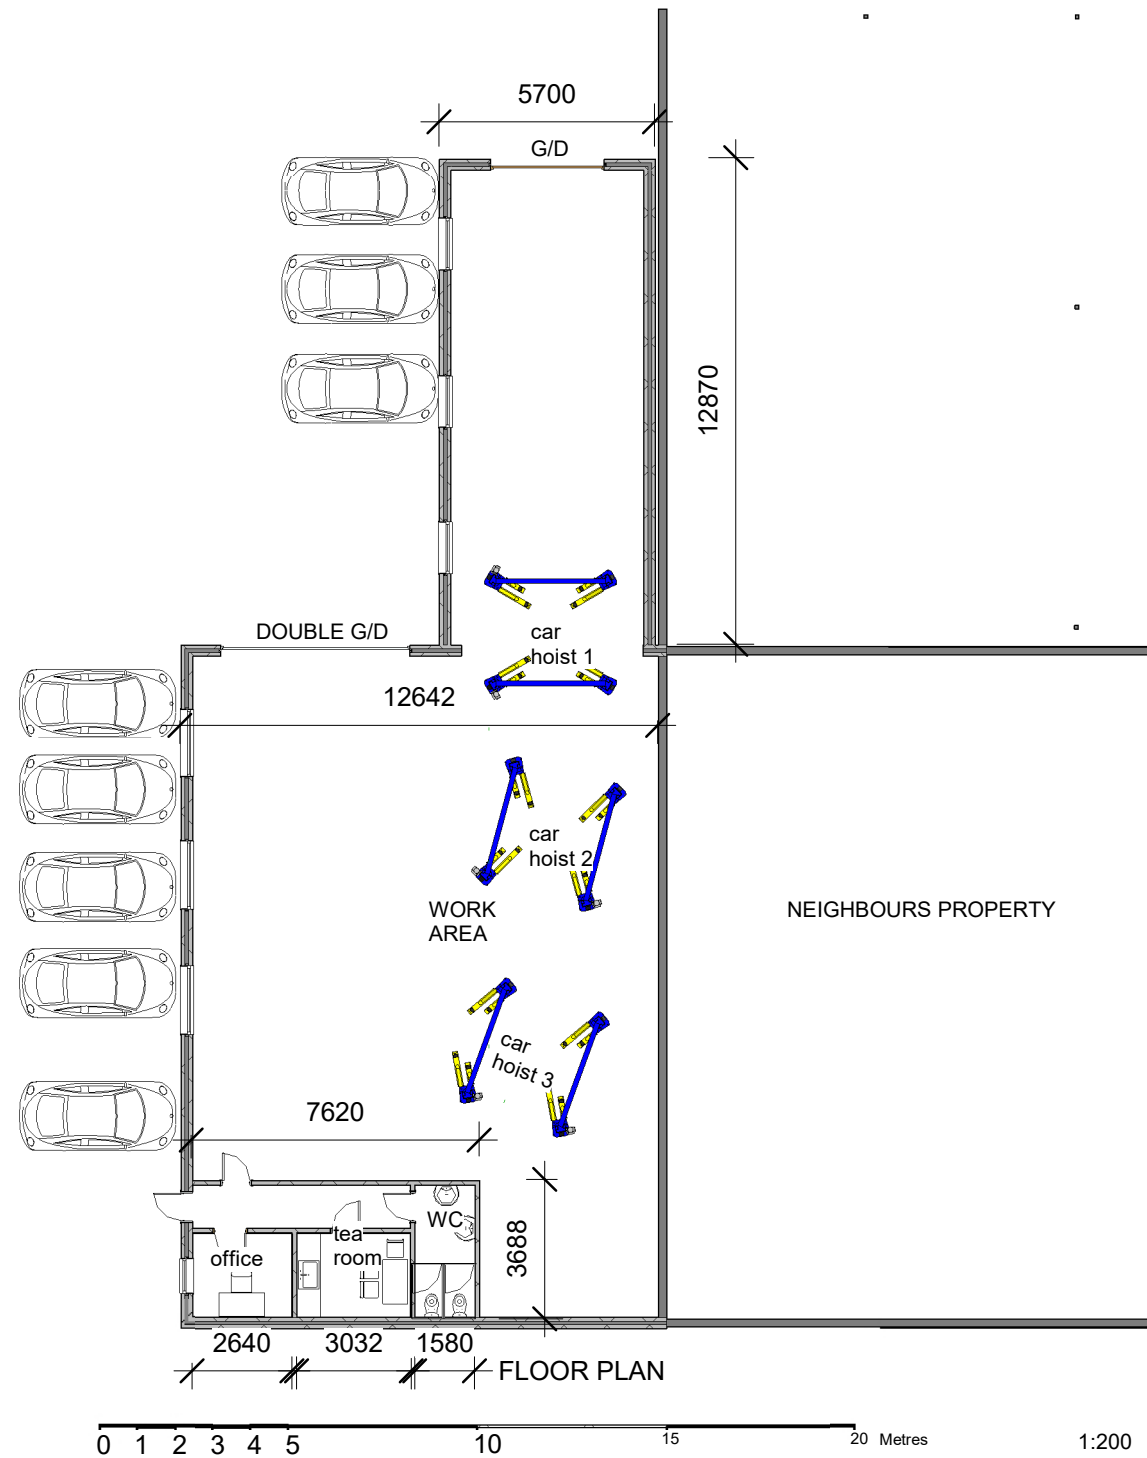 5700
G/D
12870
DOUBLE G/D
car
hoist 1
12642
car
hoist 2
WORK
AREA
NEIGHBOURS PROPERTY
car
hoist 3
7620
WC
tea
room
office
3688
2640
3032
1580
FLOOR PLAN
0 1 2 3 4 5 10 15 20 Metres
1:200